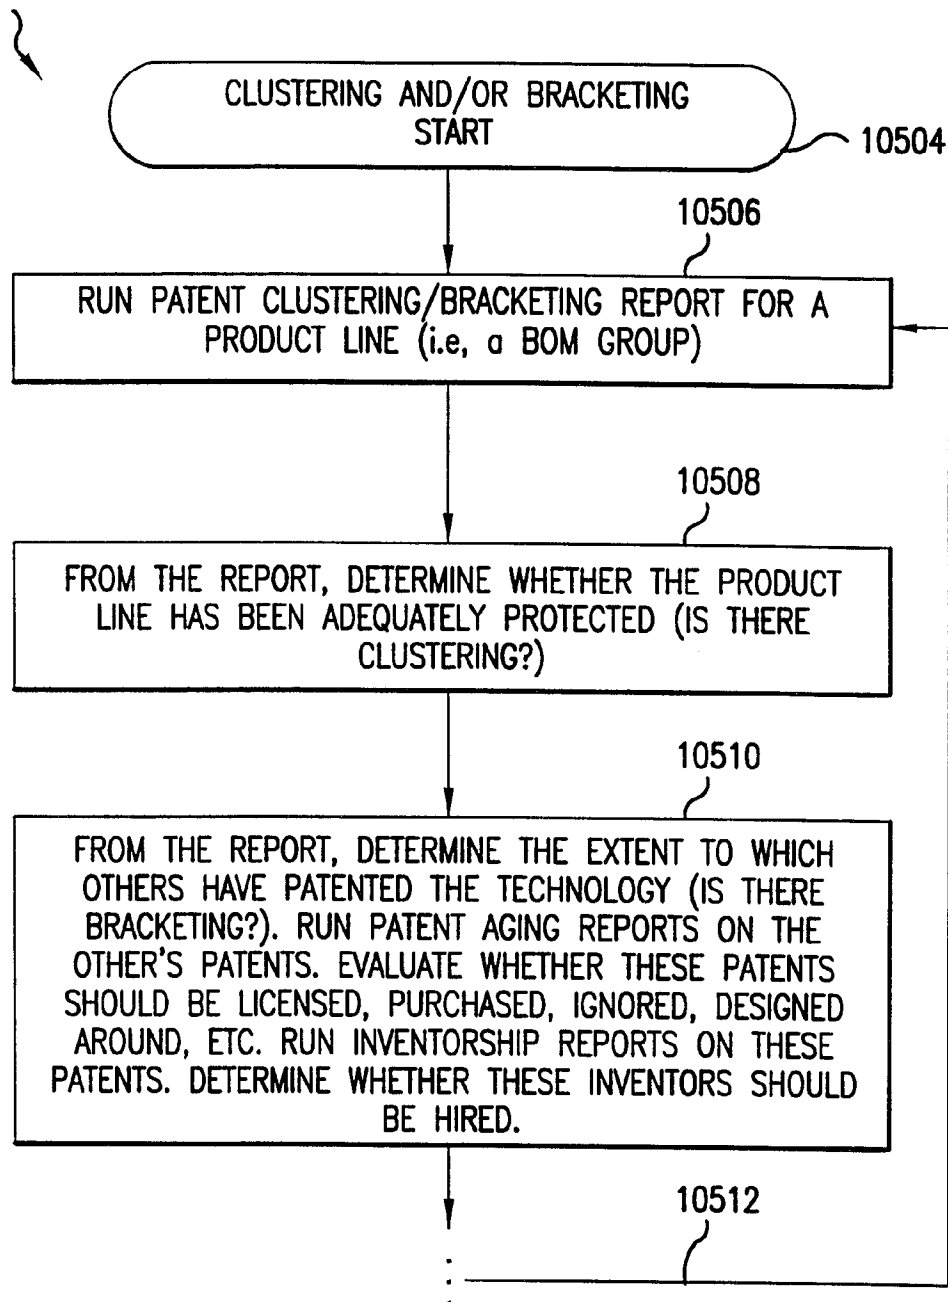 CLUSTERING AND/OR BRACKETING
START
10504
10506
RUN PATENT CLUSTERING/BRACKETING REPORT FOR A
PRODUCT LINE (i.e, a BOM GROUP)
10508
FROM THE REPORT, DETERMINE WHETHER THE PRODUCT
LINE HAS BEEN ADEQUATELY PROTECTED (IS THERE
CLUSTERING?)
10510
FROM THE REPORT, DETERMINE THE EXTENT TO WHICH
OTHERS HAVE PATENTED THE TECHNOLOGY (IS THERE
BRACKETING?). RUN PATENT AGING REPORTS ON THE
OTHER'S PATENTS. EVALUATE WHETHER THESE PATENTS
SHOULD BE LICENSED, PURCHASED, IGNORED, DESIGNED
AROUND, ETC. RUN INVENTORSHIP REPORTS ON THESE
PATENTS. DETERMINE WHETHER THESE INVENTORS SHOULD
BE HIRED.
10512